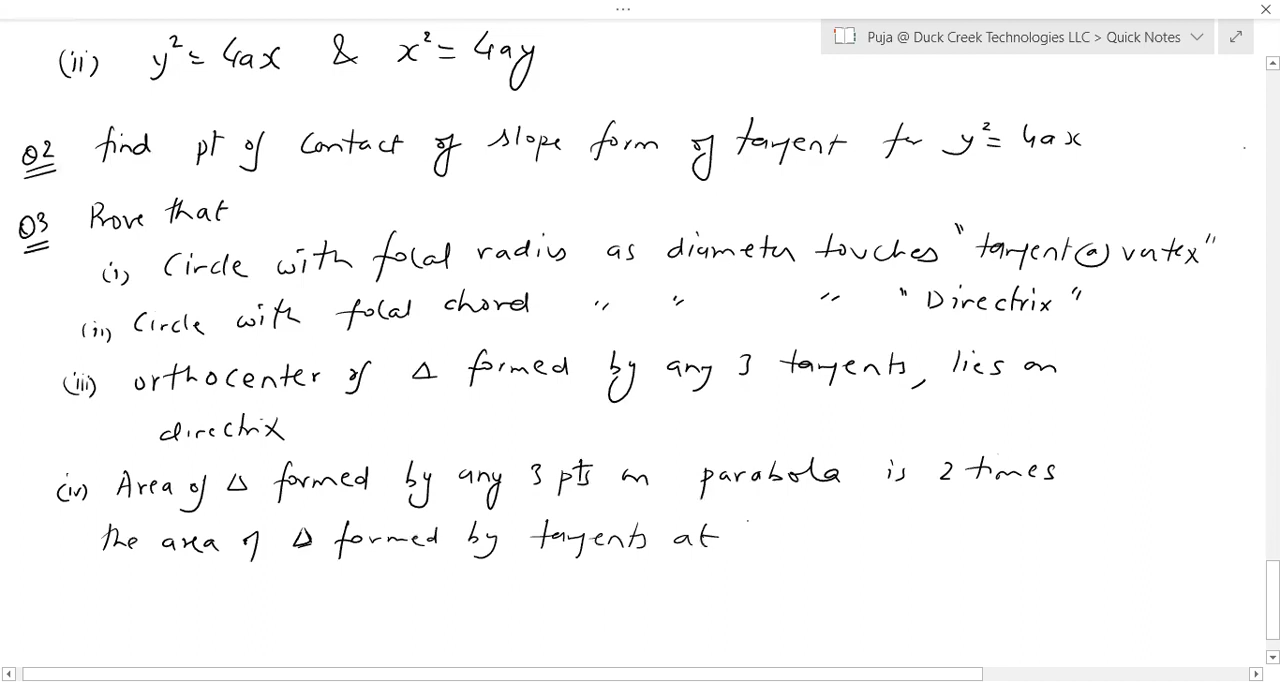 ...
Puja @ Duck Creek Technologies LLC > Quick Notes
(ii) y² = 4ax & x² = 4ay
Q2 find pt of contact of slope form of tangent for y² = 4ax
Q3 Prove that
(i) Circle with focal radius as diameter touches "tangent @ vertex"
(ii) Circle with focal chord " " " "Directrix"
(iii) orthocenter of Δ formed by any 3 tangents, lies on
directrix
(iv) Area of Δ formed by any 3 pts on parabola is 2 times
the area of Δ formed by tangents at